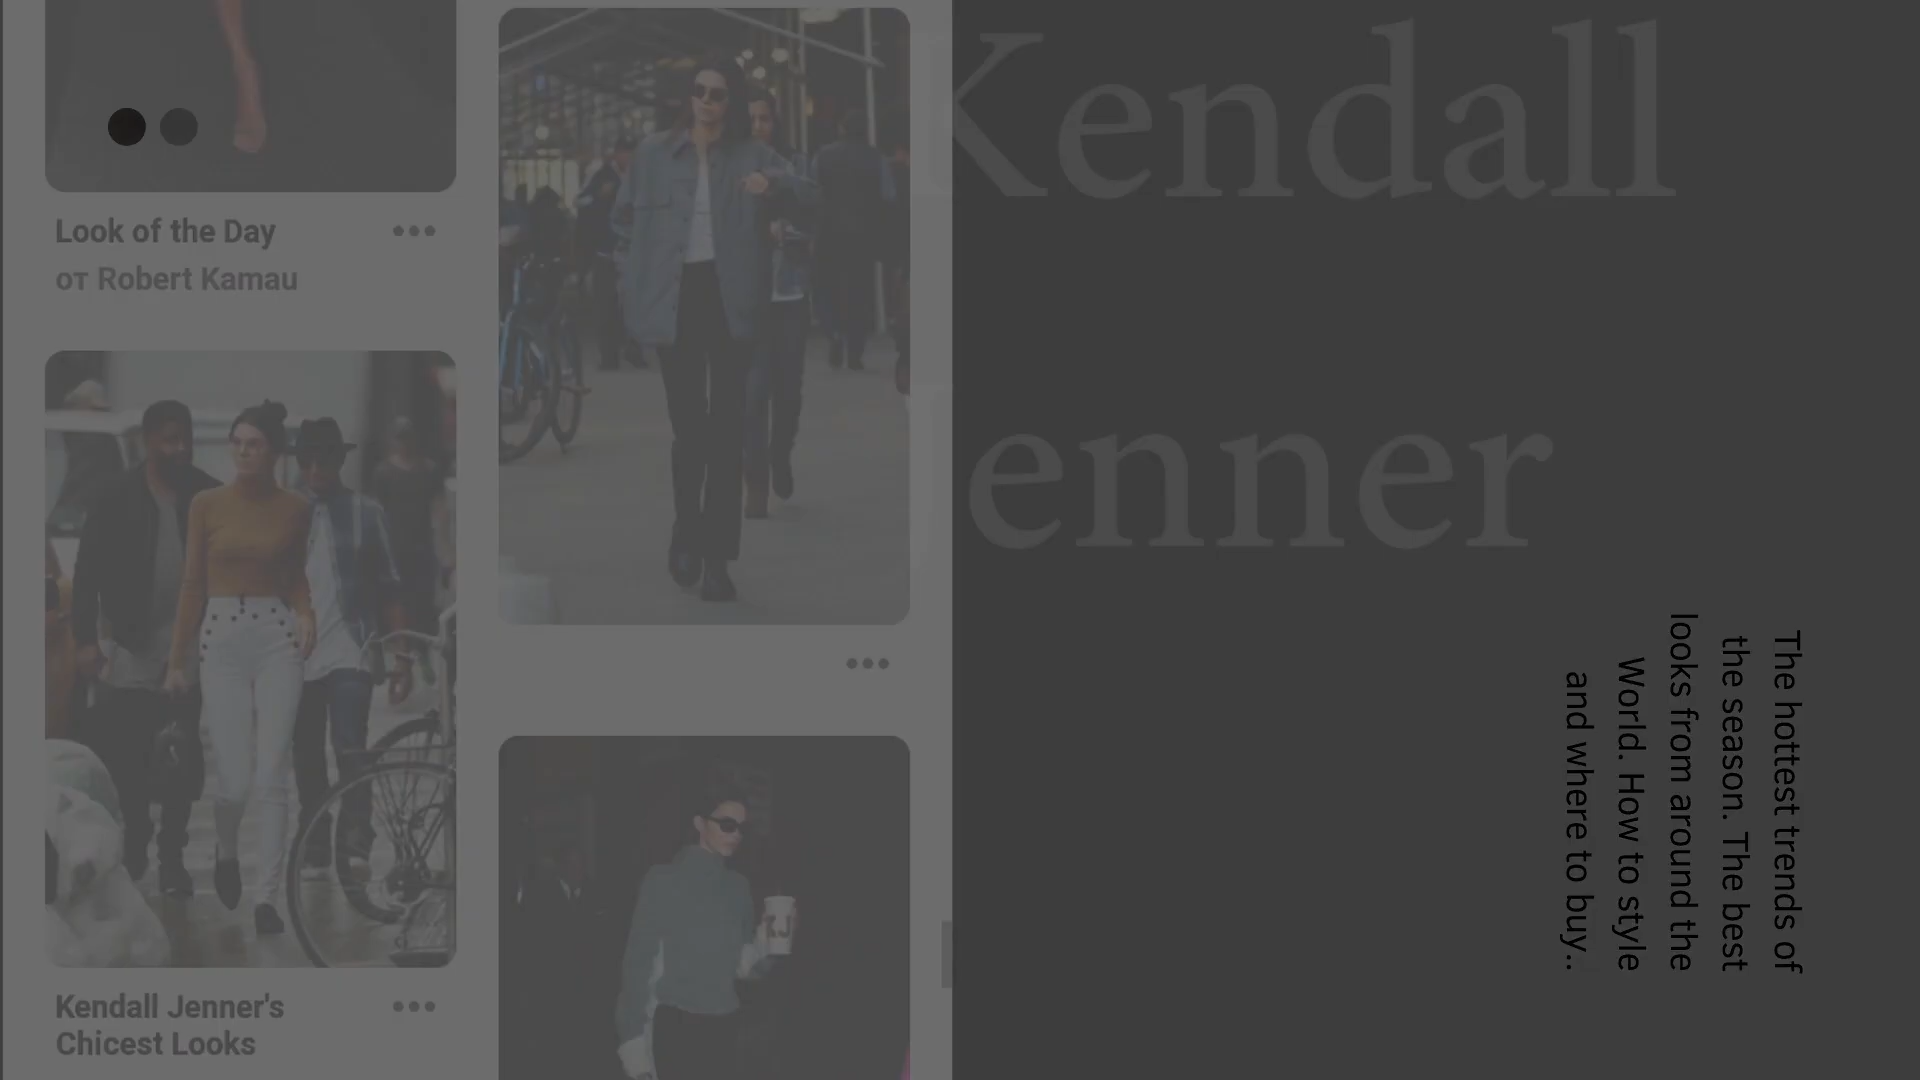 Look of the Day
от Robert Kamau
Kendall Jenner's
Chicest Looks
Kendall
Jenner
The hottest trends of
the season. The best
looks from around the
World. How to style
and where to buy..